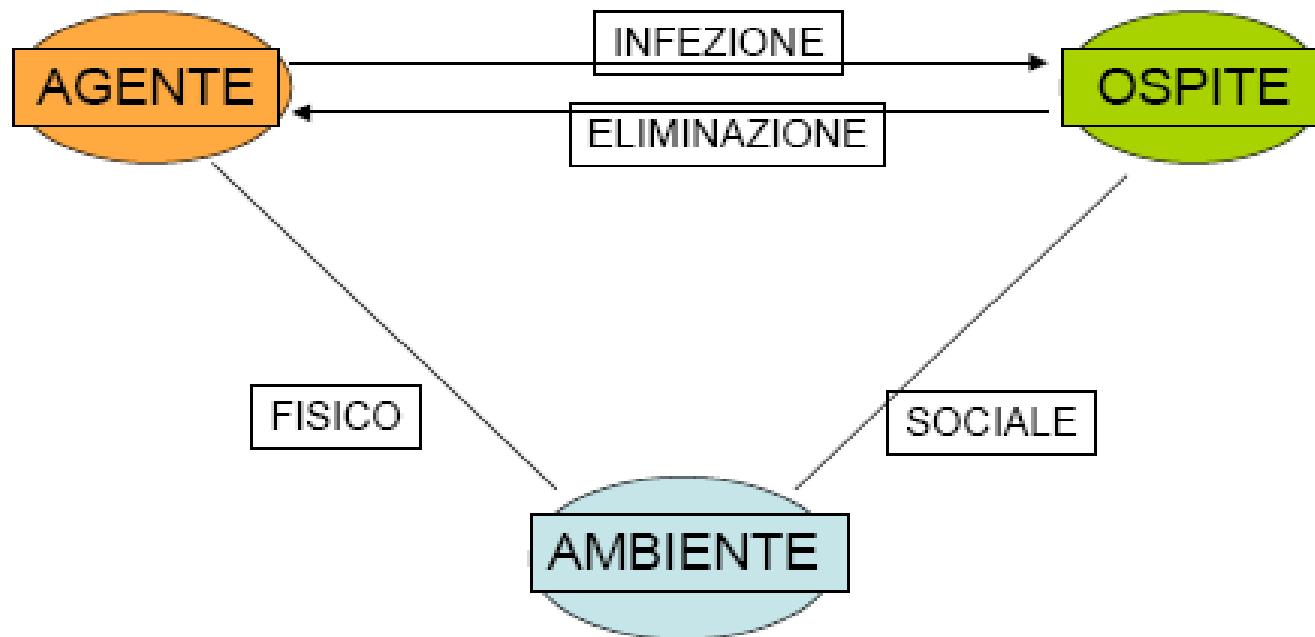 INFEZIONE
AGENTE
OSPITE
ELIMINAZIONE
FISICO
SOCIALE
AMBIENTE